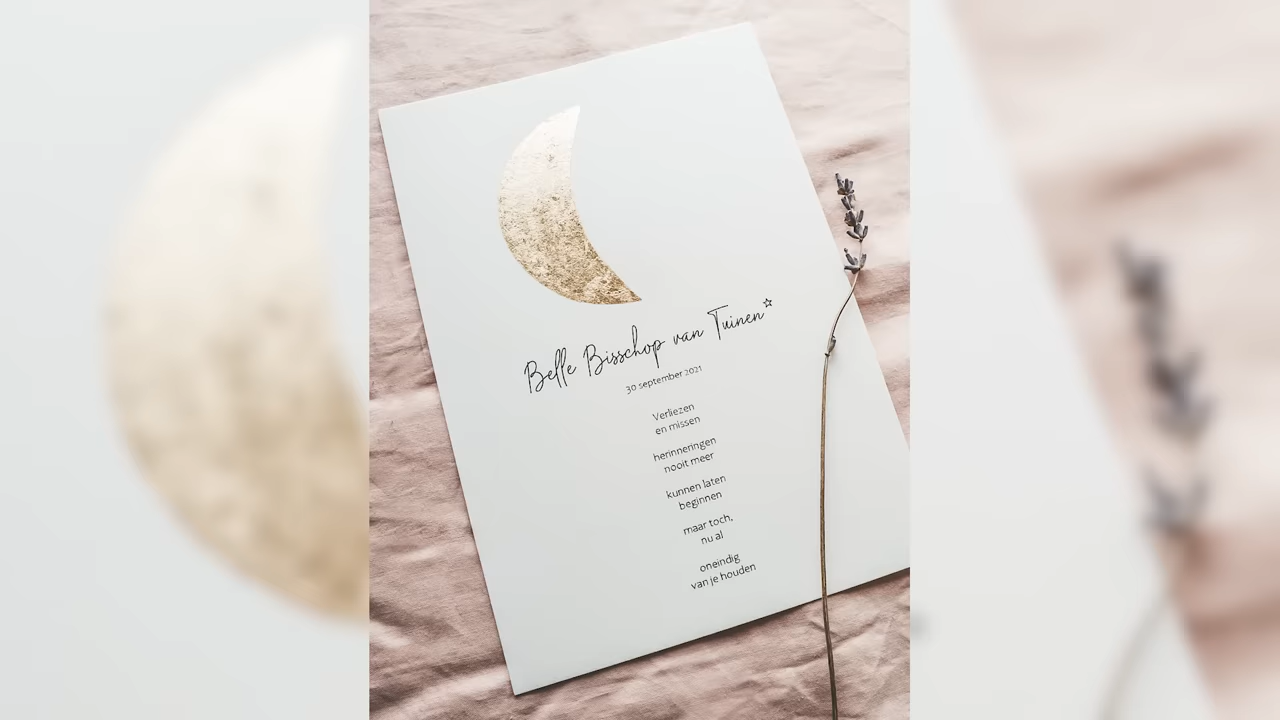 Belle Bisschop van Tuinen☆
30 september 2021
Verliezen
en missen
herinneringen
nooit meer
kunnen laten
beginnen
maar toch,
nu al
oneindig
van je houden